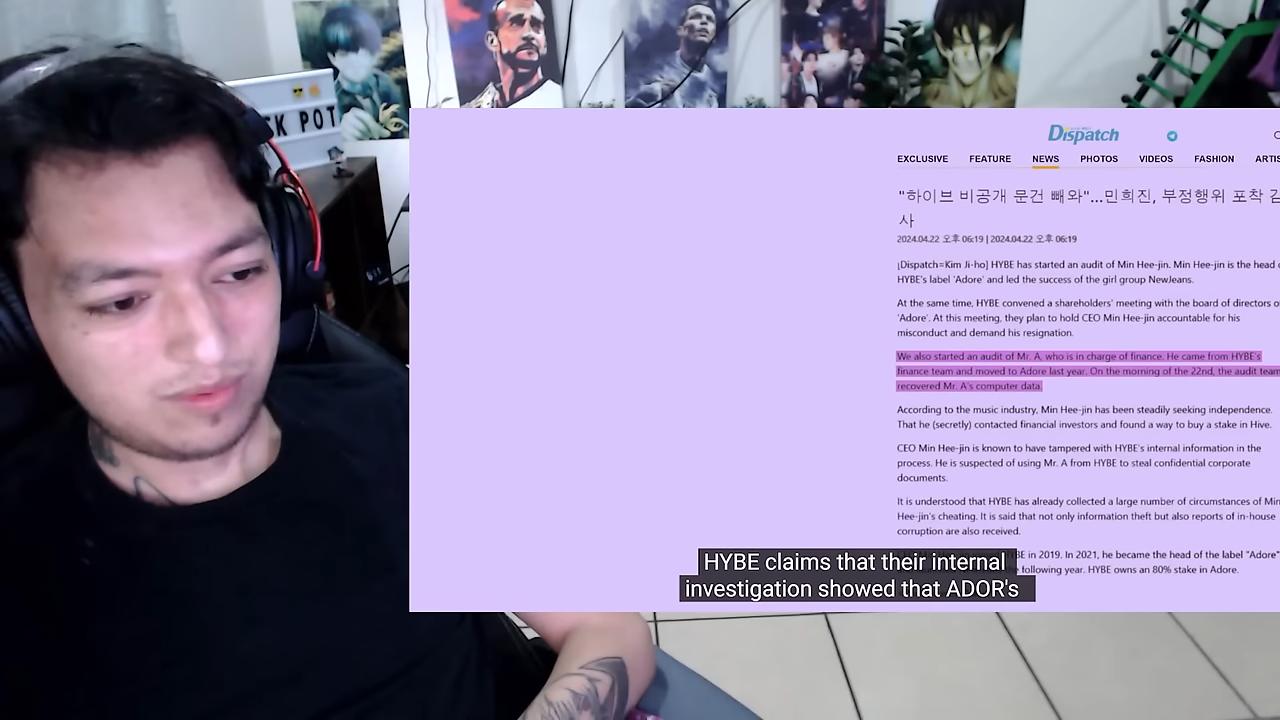 SK POT
Dispatch
EXCLUSIVE FEATURE NEWS PHOTOS VIDEOS FASHION ARTIS
"하이브 비공개 문건 빼와"...민희진, 부정행위 포착 감
사
2024.04.22 오후 06:19 | 2024.04.22 오후 06:19
[Dispatch=Kim Ji-ho] HYBE has started an audit of Min Hee-jin. Min Hee-jin is the head o
HYBE's label 'Adore' and led the success of the girl group NewJeans.
At the same time, HYBE convened a shareholders' meeting with the board of directors of
'Adore'. At this meeting, they plan to hold CEO Min Hee-jin accountable for his
misconduct and demand his resignation.
We also started an audit of Mr. A, who is in charge of finance. He came from HYBE's
finance team and moved to Adore last year. On the morning of the 22nd, the audit team
recovered Mr. A's computer data.
According to the music industry, Min Hee-jin has been steadily seeking independence.
That he (secretly) contacted financial investors and found a way to buy a stake in Hive.
CEO Min Hee-jin is known to have tampered with HYBE's internal information in the
process. He is suspected of using Mr. A from HYBE to steal confidential corporate
documents.
It is understood that HYBE has already collected a large number of circumstances of Min
Hee-jin's cheating. It is said that not only information theft but also reports of in-house
corruption are also received.
in 2019. In 2021, he became the head of the label "Adore"
following year. HYBE owns an 80% stake in Adore.
HYBE claims that their internal
investigation showed that ADOR's